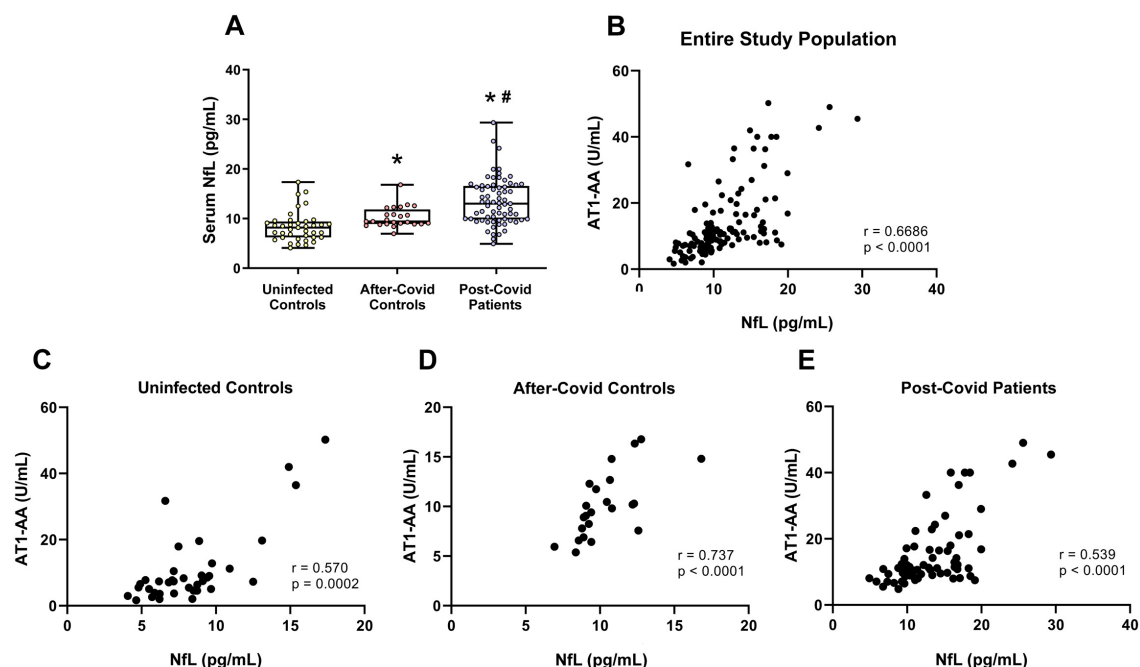 A
Serum NfL (pg/mL)
40
30
20
10
0
*
* #
Uninfected
Controls
After-Covid
Controls
Post-Covid
Patients
B
Entire Study Population
AT1-AA (U/mL)
60
40
20
0
r = 0.6686
p < 0.0001
0 10 20 30 40
NfL (pg/mL)
C
Uninfected Controls
AT1-AA (U/mL)
60
40
20
0
r = 0.570
p = 0.0002
0 5 10 15 20
NfL (pg/mL)
D
After-Covid Controls
AT1-AA (U/mL)
20
15
10
5
0
r = 0.737
p < 0.0001
0 5 10 15 20
NfL (pg/mL)
E
Post-Covid Patients
AT1-AA (U/mL)
60
40
20
0
r = 0.539
p < 0.0001
0 10 20 30 40
NfL (pg/mL)